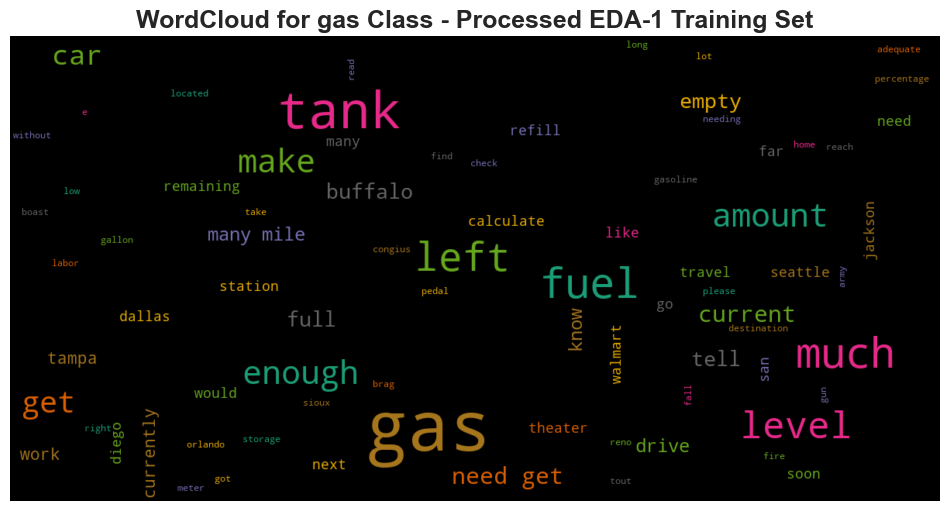 WordCloud for gas Class - Processed EDA-1 Training Set
car
long
lot
adequate
read
percentage
located
tank
empty
e
needing
need
without
refill
many
home
reach
far
make
find
check
gasoline
remaining
low
buffalo
boast
take
calculate
amount
jackson
many mile
like
gallon
congius
left
labor
fuel
travel
seattle
army
station
pedal
please
go
current
dallas
full
know
destination
walmart
tampa
much
tell
san
enough
brag
would
fall
gun
get
sioux
gas
level
right
diego
currently
theater
orlando
storage
reno
drive
work
fire
next
need get
soon
got
meter
tout